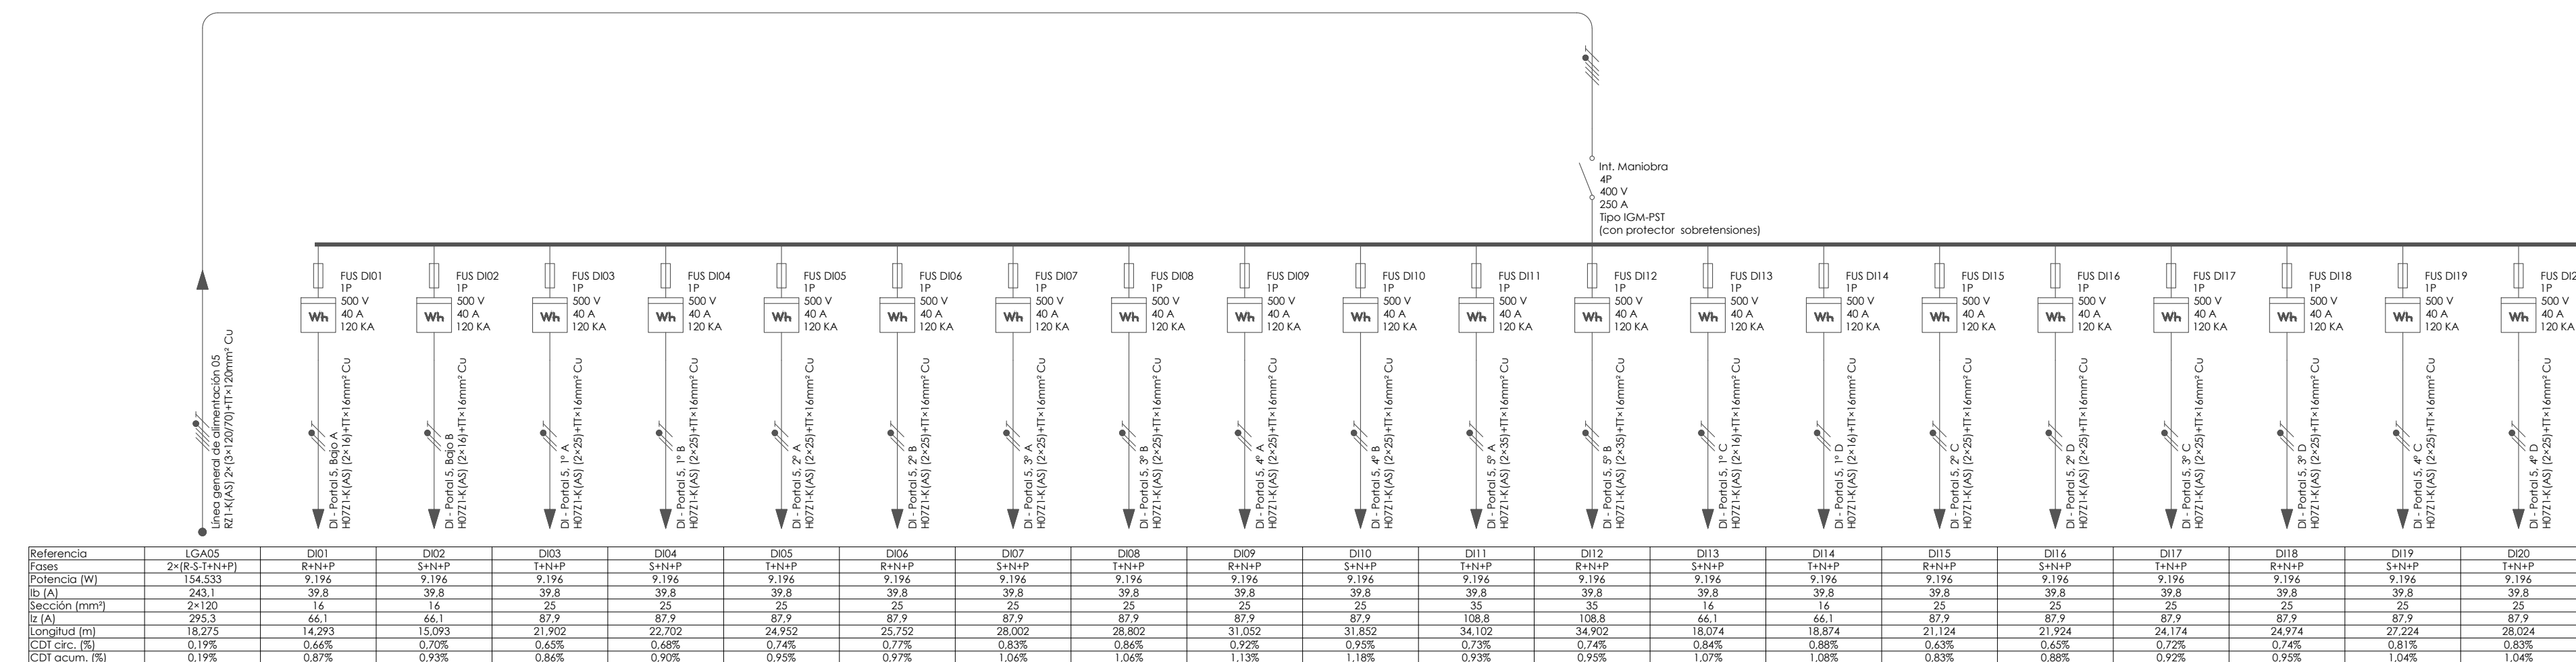 Int. Maniobra
4P
400 V
250 A
Tipo IGM-PST
(con protector sobretensiones)
FUS DI01 FUS DI02 FUS DI03 FUS DI04 FUS DI05 FUS DI06 FUS DI07 FUS DI08 FUS DI09 FUS DI10 FUS DI11 FUS DI12 FUS DI13 FUS DI14 FUS DI15 FUS DI16 FUS DI17 FUS DI18 FUS DI19 FUS DI2
1P 1P 1P 1P 1P 1P 1P 1P 1P 1P 1P 1P 1P 1P 1P 1P 1P 1P 1P 1P
500 V 500 V 500 V 500 V 500 V 500 V 500 V 500 V 500 V 500 V 500 V 500 V 500 V 500 V 500 V 500 V 500 V 500 V 500 V 500 V
Wh 40 A Wh 40 A Wh 40 A Wh 40 A Wh 40 A Wh 40 A Wh 40 A Wh 40 A Wh 40 A Wh 40 A Wh 40 A Wh 40 A Wh 40 A Wh 40 A Wh 40 A Wh 40 A Wh 40 A Wh 40 A Wh 40 A Wh 40 A
120 KA 120 KA 120 KA 120 KA 120 KA 120 KA 120 KA 120 KA 120 KA 120 KA 120 KA 120 KA 120 KA 120 KA 120 KA 120 KA 120 KA 120 KA 120 KA 120 KA
Línea general de alimentación 05
RZ1-K(AS) 2×(3×120/70)+TT×120mm² Cu
DI - Portal 5, Bajo A
H07Z1-K(AS) (2×16)+TT×16mm² Cu
DI - Portal 5, Bajo B
H07Z1-K(AS) (2×16)+TT×16mm² Cu
DI - Portal 5, 1º A
H07Z1-K(AS) (2×25)+TT×16mm² Cu
DI - Portal 5, 1º B
H07Z1-K(AS) (2×25)+TT×16mm² Cu
DI - Portal 5, 2º A
H07Z1-K(AS) (2×25)+TT×16mm² Cu
DI - Portal 5, 2º B
H07Z1-K(AS) (2×25)+TT×16mm² Cu
DI - Portal 5, 3º A
H07Z1-K(AS) (2×25)+TT×16mm² Cu
DI - Portal 5, 3º B
H07Z1-K(AS) (2×25)+TT×16mm² Cu
DI - Portal 5, 4º A
H07Z1-K(AS) (2×25)+TT×16mm² Cu
DI - Portal 5, 4º B
H07Z1-K(AS) (2×25)+TT×16mm² Cu
DI - Portal 5, 5º A
H07Z1-K(AS) (2×35)+TT×16mm² Cu
DI - Portal 5, 5º B
H07Z1-K(AS) (2×35)+TT×16mm² Cu
DI - Portal 5, 1º C
H07Z1-K(AS) (2×16)+TT×16mm² Cu
DI - Portal 5, 1º D
H07Z1-K(AS) (2×16)+TT×16mm² Cu
DI - Portal 5, 2º C
H07Z1-K(AS) (2×25)+TT×16mm² Cu
DI - Portal 5, 2º D
H07Z1-K(AS) (2×25)+TT×16mm² Cu
DI - Portal 5, 3º C
H07Z1-K(AS) (2×25)+TT×16mm² Cu
DI - Portal 5, 3º D
H07Z1-K(AS) (2×25)+TT×16mm² Cu
DI - Portal 5, 4º C
H07Z1-K(AS) (2×25)+TT×16mm² Cu
DI - Portal 5, 4º D
H07Z1-K(AS) (2×25)+TT×16mm² Cu
Referencia LGA05 DI01 DI02 DI03 DI04 DI05 DI06 DI07 DI08 DI09 DI10 DI11 DI12 DI13 DI14 DI15 DI16 DI17 DI18 DI19 DI20
Fases 2×(R-S-T+N+P) R+N+P S+N+P T+N+P S+N+P T+N+P R+N+P S+N+P T+N+P R+N+P S+N+P T+N+P R+N+P S+N+P T+N+P R+N+P S+N+P T+N+P R+N+P S+N+P T+N+P
Potencia (W) 154.533 9.196 9.196 9.196 9.196 9.196 9.196 9.196 9.196 9.196 9.196 9.196 9.196 9.196 9.196 9.196 9.196 9.196 9.196 9.196 9.196
Ib (A) 243,1 39,8 39,8 39,8 39,8 39,8 39,8 39,8 39,8 39,8 39,8 39,8 39,8 39,8 39,8 39,8 39,8 39,8 39,8 39,8 39,8
Sección (mm²) 2×120 16 16 25 25 25 25 25 25 25 25 35 35 16 16 25 25 25 25 25 25
Iz (A) 295,3 66,1 66,1 87,9 87,9 87,9 87,9 87,9 87,9 87,9 87,9 108,8 108,8 66,1 66,1 87,9 87,9 87,9 87,9 87,9 87,9
Longitud (m) 18,275 14,293 15,093 21,902 22,702 24,952 25,752 28,002 28,802 31,052 31,852 34,102 34,902 18,074 18,874 21,124 21,924 24,174 24,974 27,224 28,024
CDT circ. (%) 0,19% 0,66% 0,70% 0,65% 0,68% 0,74% 0,77% 0,83% 0,86% 0,92% 0,95% 0,73% 0,74% 0,84% 0,88% 0,63% 0,65% 0,72% 0,74% 0,81% 0,83%
CDT acum. (%) 0,19% 0,87% 0,93% 0,86% 0,90% 0,95% 0,97% 1,06% 1,06% 1,13% 1,18% 0,93% 0,95% 1,07% 1,08% 0,83% 0,88% 0,92% 0,95% 1,04% 1,04%